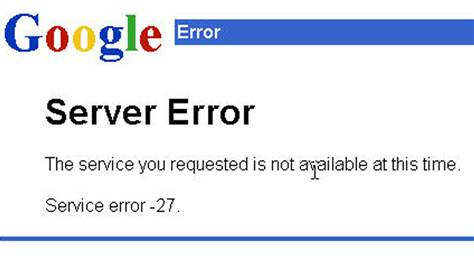 Google Error
Server Error
The service you requested is not available at this time.
Service error -27.